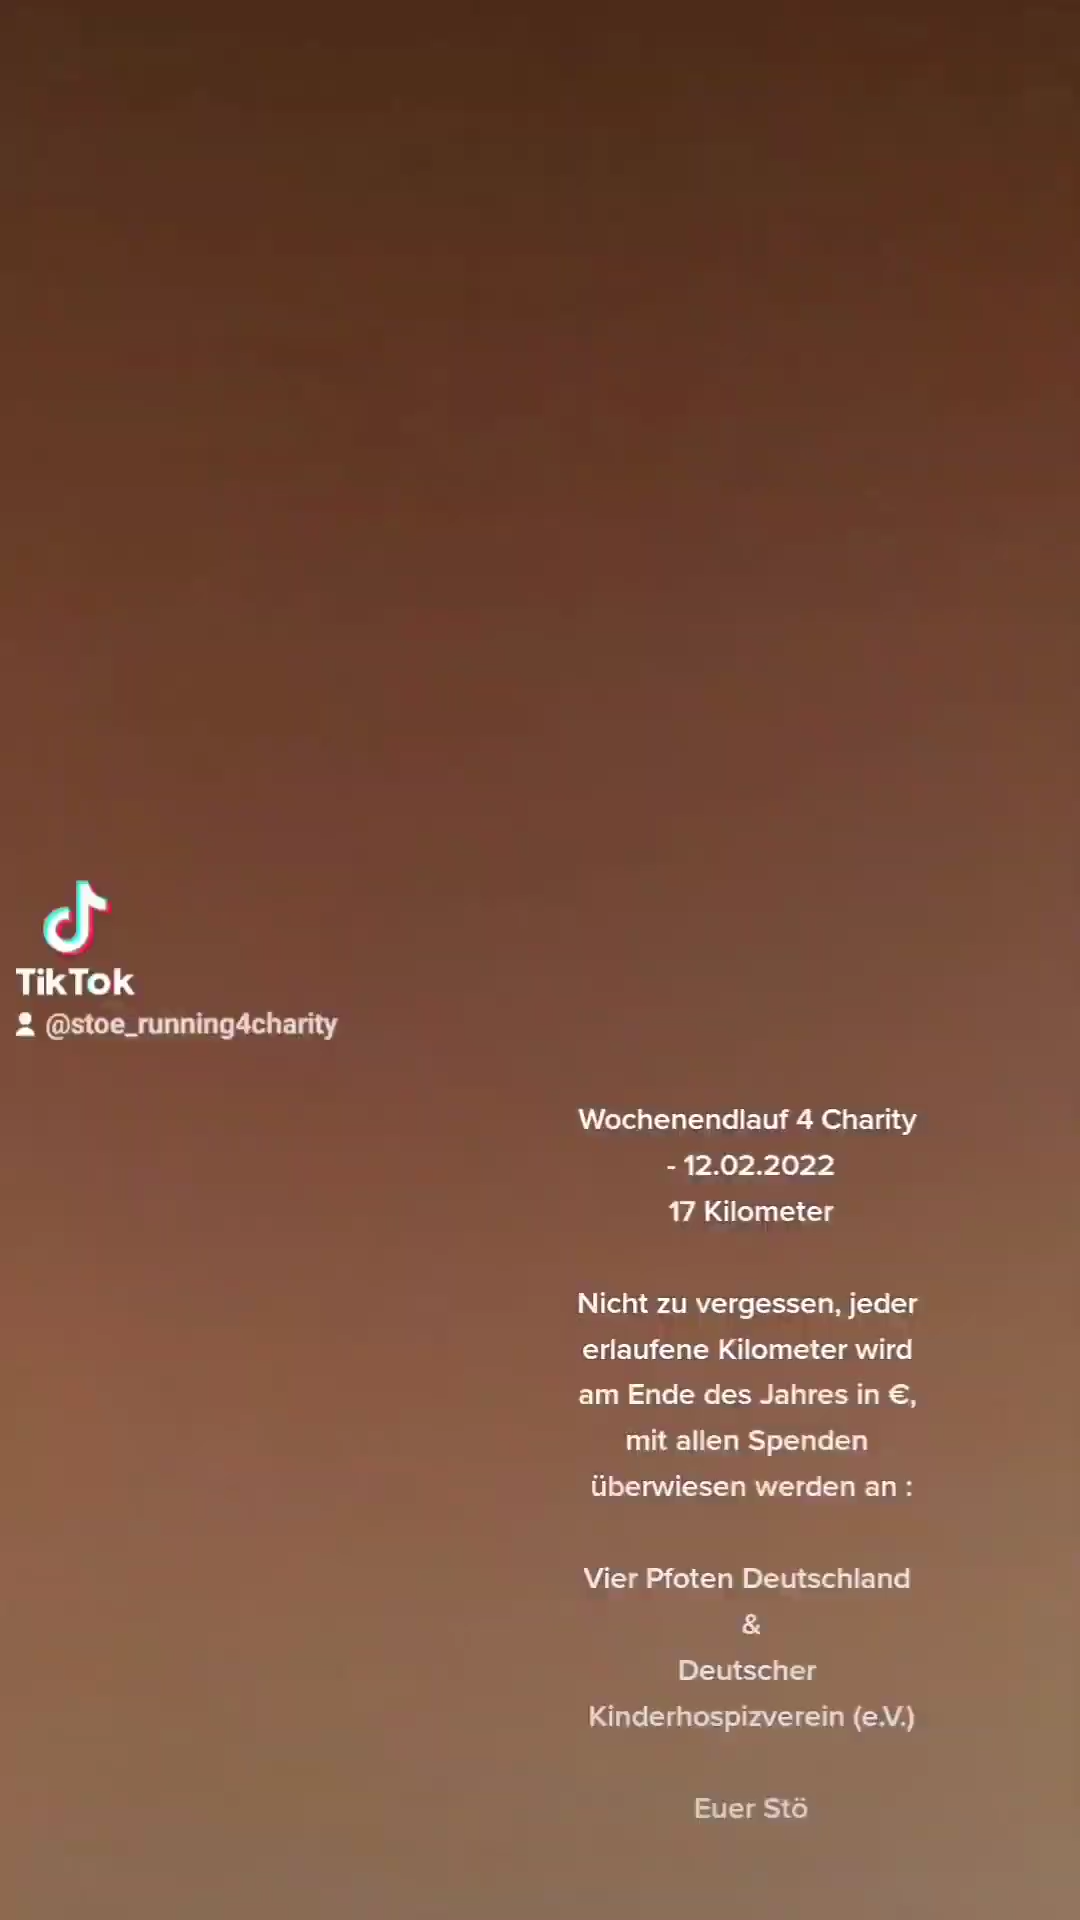 TikTok
@stoe_running4charity
Wochenendlauf 4 Charity
- 12.02.2022
17 Kilometer
Nicht zu vergessen, jeder
erlaufene Kilometer wird
am Ende des Jahres in €,
mit allen Spenden
überwiesen werden an :
Vier Pfoten Deutschland
&
Deutscher
Kinderhospizverein (e.V.)
Euer Stö